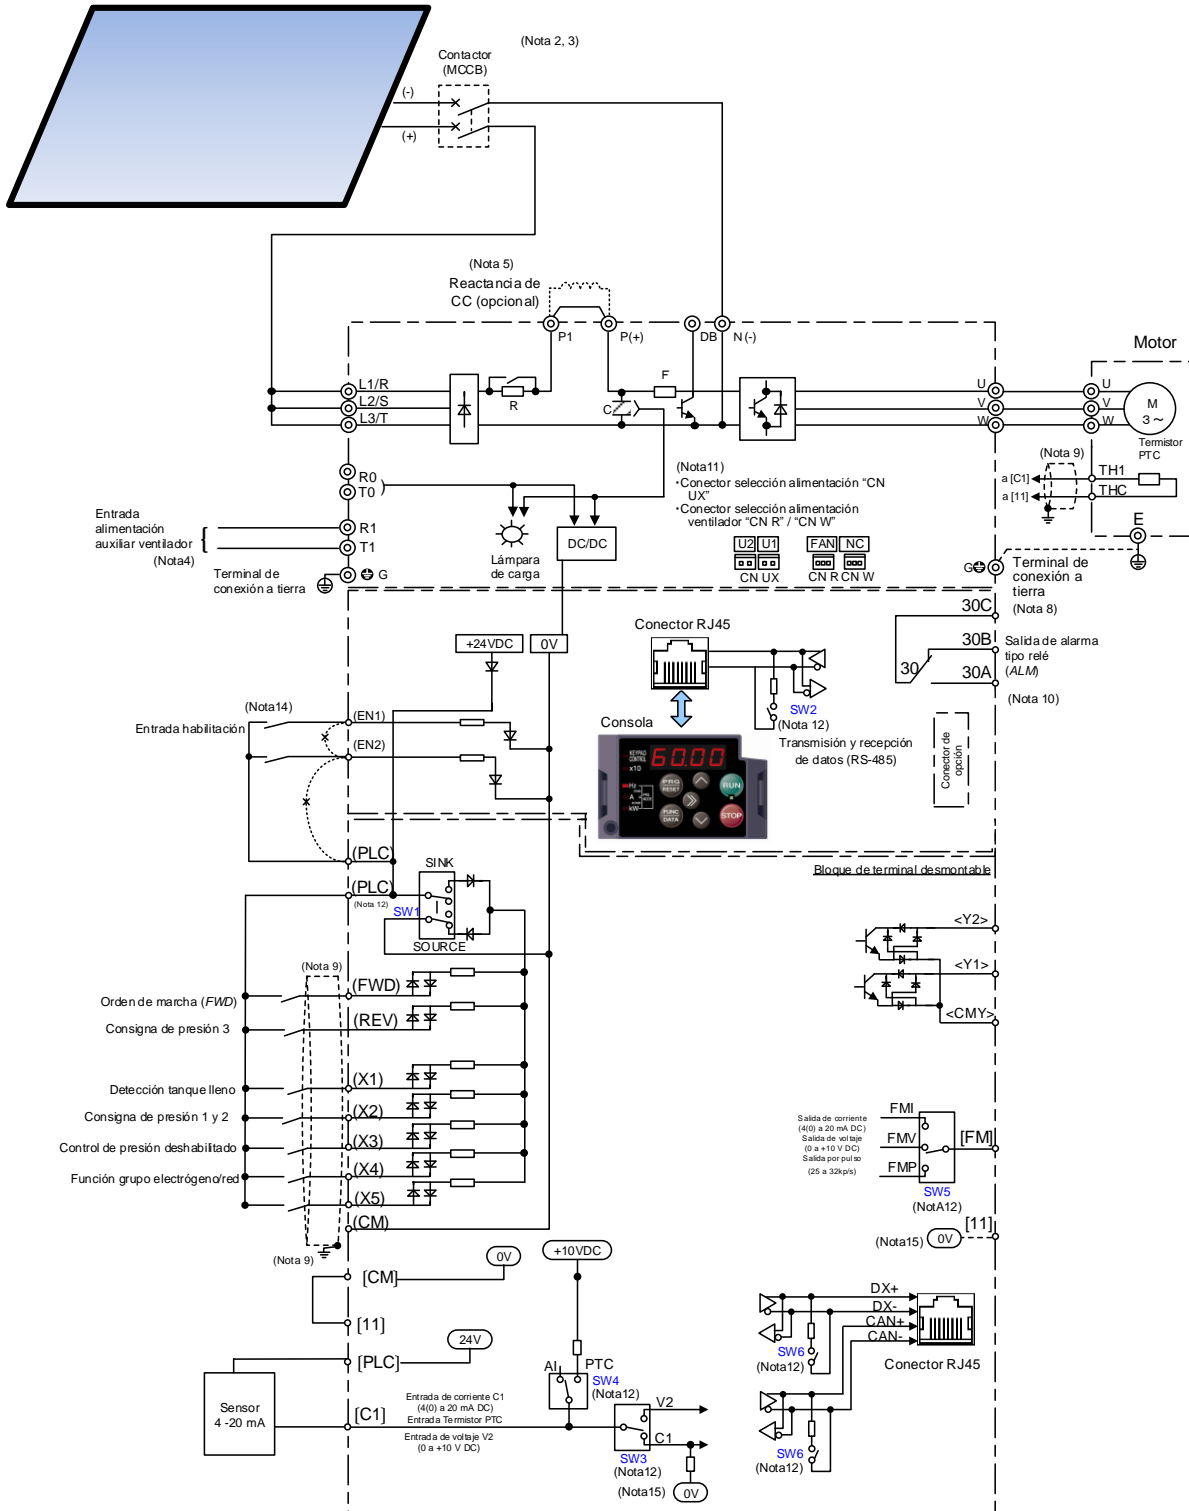 (Nota 2, 3)
Contactor
(MCCB)
(-)
(+)
(Nota 5)
Reactancia de
CC (opcional)
P1
P(+)
DB
N(-)
Motor
L1/R
L2/S
L3/T
R
F
C
U
V
W
U
V
W
M
3 ~
Termistor
PTC
(Nota 9)
a [C1]
TH1
a [11]
THC
E
R0
T0
(Nota11)
•Conector selección alimentación “CN
UX”
•Conector selección alimentación
ventilador “CN R” / “CN W”
U2
U1
FAN
NC
CN UX
CN R
CN W
Entrada
alimentación
auxiliar ventilador
(Nota4)
R1
T1
Lámpara
de carga
DC/DC
Terminal de
conexión a tierra
G
G
Terminal de
conexión a
tierra
(Nota 8)
+24VDC
0V
Conector RJ45
30C
30B
30
30A
Salida de alarma
tipo relé
(ALM)
(Nota 10)
SW2
(Nota 12)
Transmisión y recepción
de datos (RS-485)
Consola
KEYPAD
CONTROL
x10
Hz
A
kW
60.00
PRG
RESET
RUN
FUNC
DATA
STOP
Conector de
opción
(Nota14)
Entrada habilitación
(EN1)
(EN2)
(PLC)
(PLC)
(Nota 12)
SINK
SW1
SOURCE
Bloque de terminal desmontable
<Y2>
<Y1>
<CMY>
(Nota 9)
Orden de marcha (FWD)
(FWD)
Consigna de presión 3
(REV)
Detección tanque lleno
(X1)
Consigna de presión 1 y 2
(X2)
Control de presión deshabilitado
(X3)
Función grupo electrógeno/red
(X4)
(X5)
(CM)
(Nota 9)
Salida de corriente
(4(0) a 20 mA DC)
Salida de voltaje
(0 a +10 V DC)
Salida por pulso
(25 a 32kp/s)
FMI
FMV
FMP
[FM]
SW5
(NotA12)
[11]
(Nota15)
0V
[CM]
0V
+10VDC
[11]
[PLC]
24V
Sensor
4 -20 mA
[C1]
Entrada de corriente C1
(4(0) a 20 mA DC)
Entrada Termistor PTC
Entrada de voltaje V2
(0 a +10 V DC)
AI
PTC
SW4
(Nota12)
V2
C1
SW3
(Nota12)
(Nota15)
0V
DX+
DX-
CAN+
CAN-
SW6
(Nota12)
Conector RJ45
SW6
(Nota12)